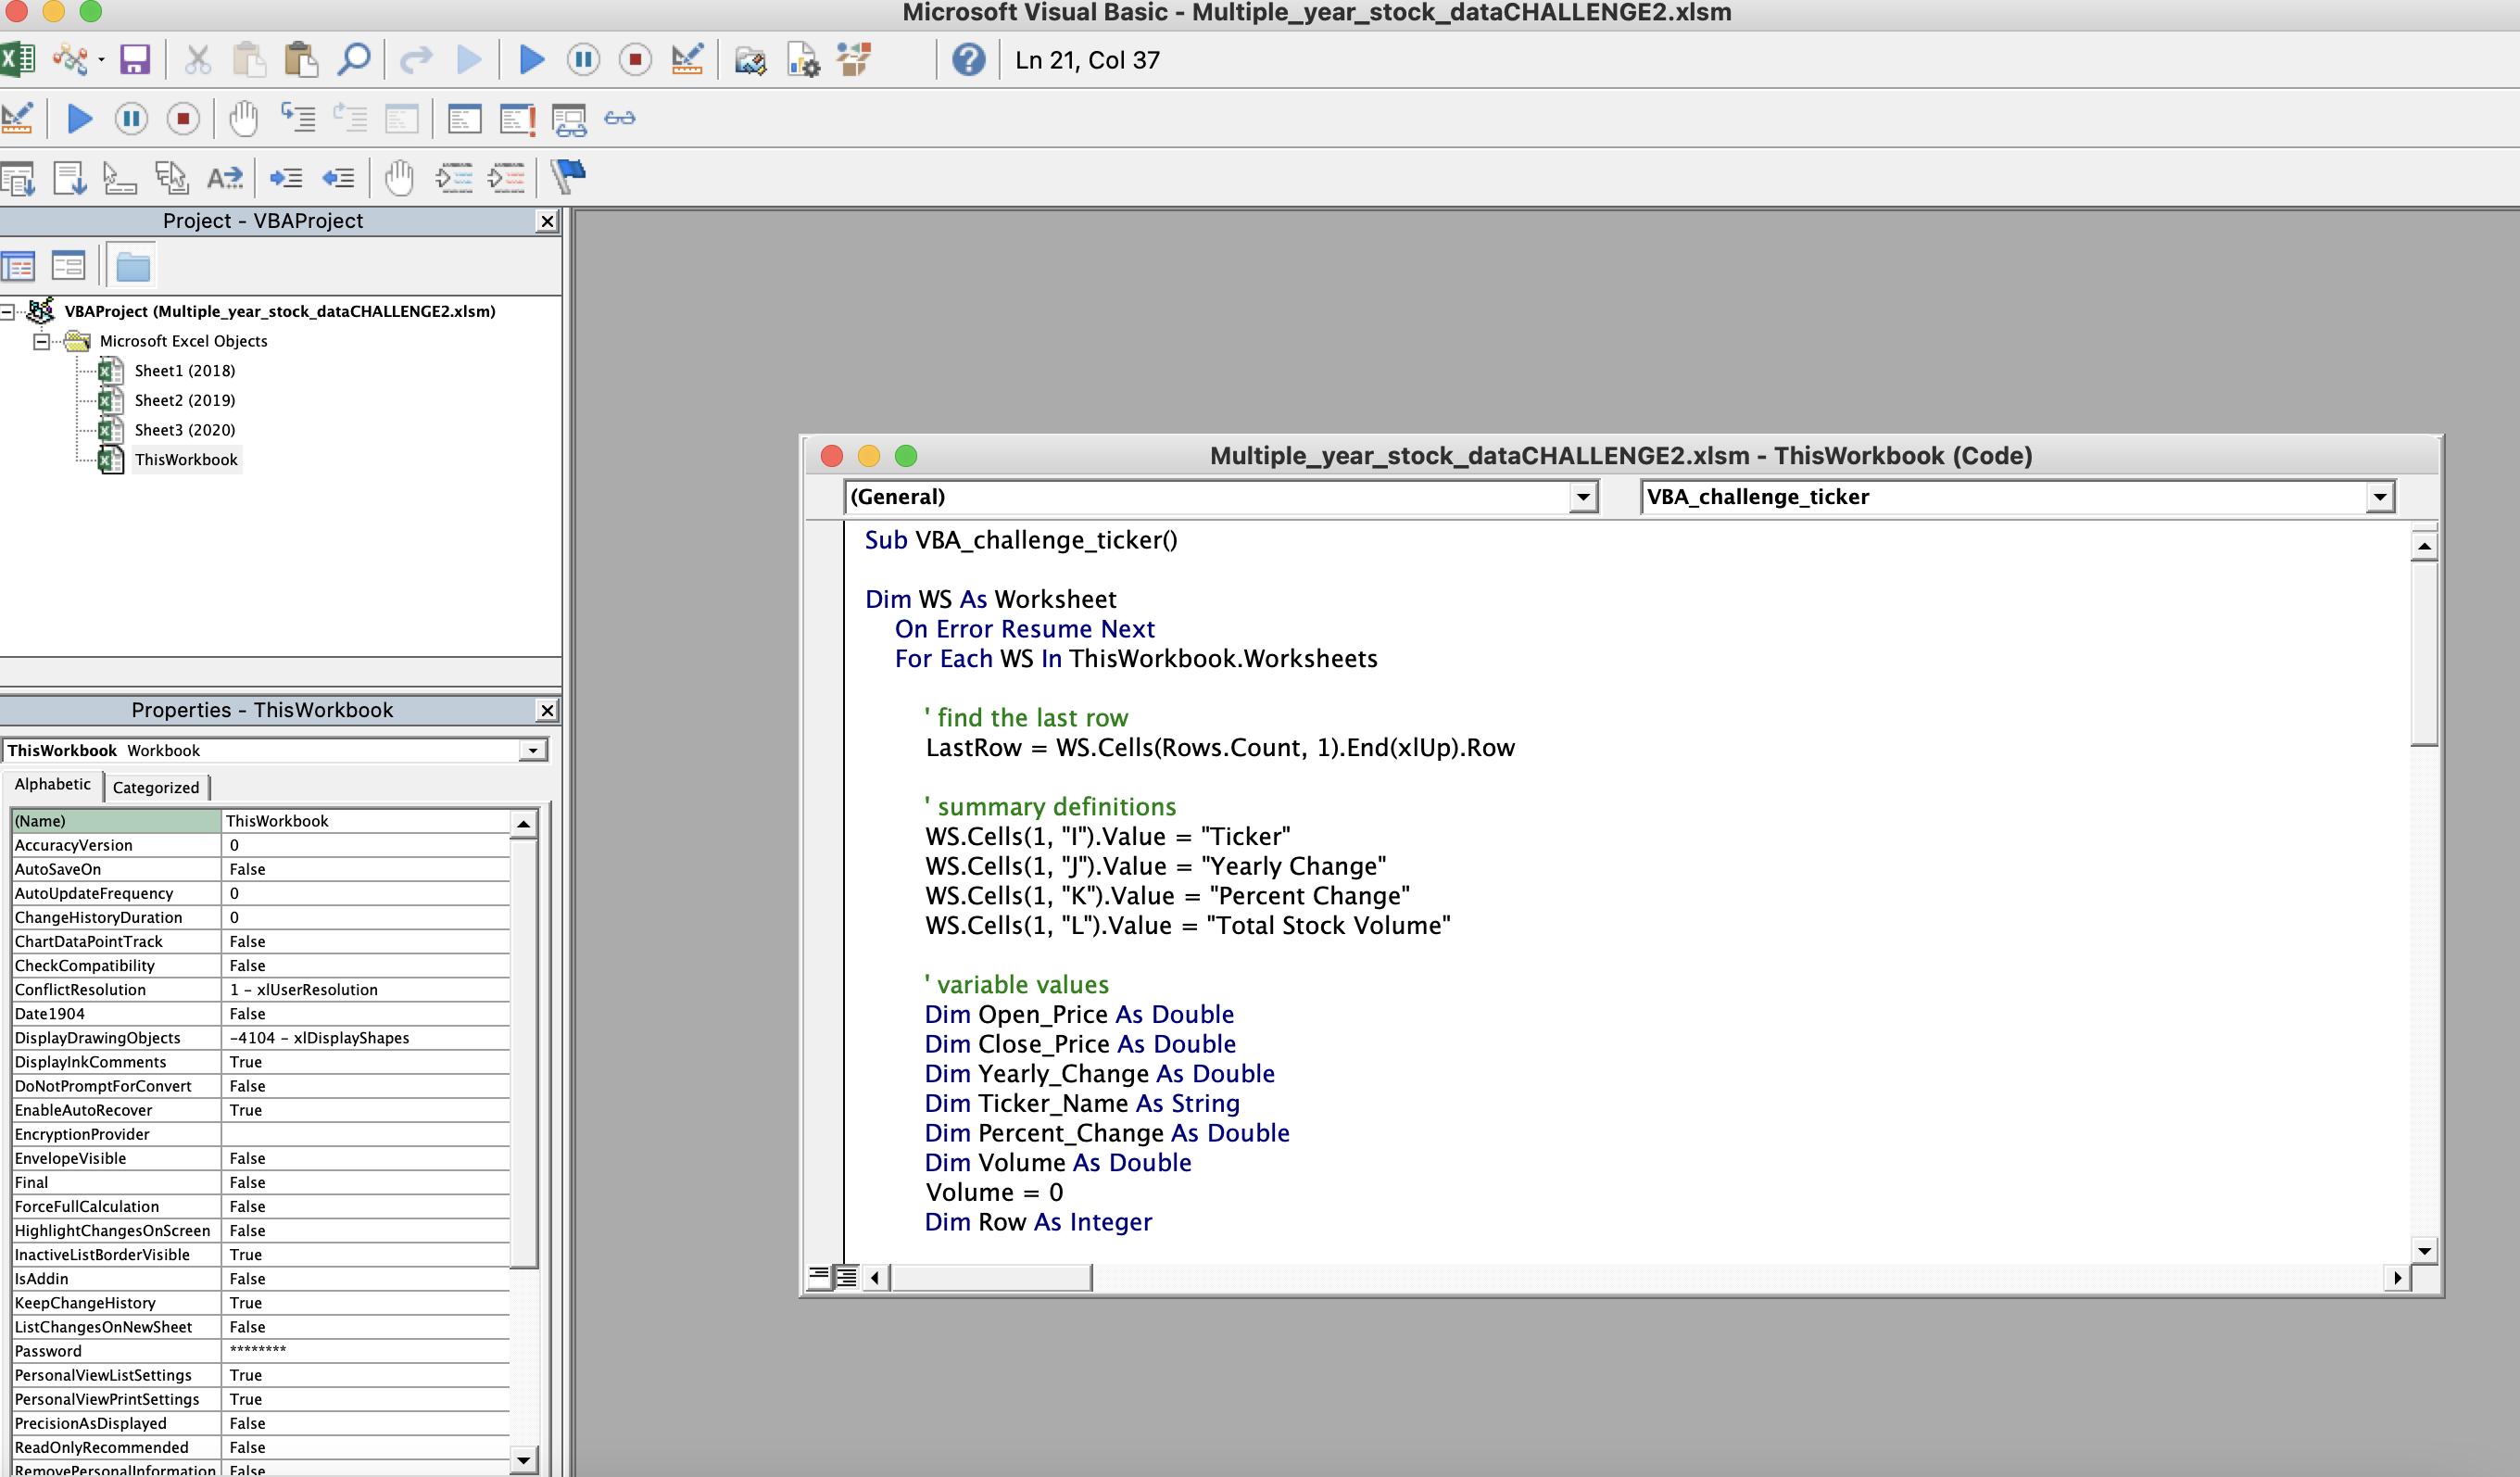 Microsoft Visual Basic - Multiple_year_stock_dataCHALLENGE2.xlsm
Ln 21, Col 37
Project - VBAProject
VBAProject (Multiple_year_stock_dataCHALLENGE2.xlsm)
Microsoft Excel Objects
Sheet1 (2018)
Sheet2 (2019)
Sheet3 (2020)
ThisWorkbook
Properties - ThisWorkbook
ThisWorkbook Workbook
Alphabetic Categorized
(Name) ThisWorkbook
AccuracyVersion 0
AutoSaveOn False
AutoUpdateFrequency 0
ChangeHistoryDuration 0
ChartDataPointTrack False
CheckCompatibility False
ConflictResolution 1 - xlUserResolution
Date1904 False
DisplayDrawingObjects -4104 - xlDisplayShapes
DisplayInkComments True
DoNotPromptForConvert False
EnableAutoRecover True
EncryptionProvider
EnvelopeVisible False
Final False
ForceFullCalculation False
HighlightChangesOnScreen False
InactiveListBorderVisible True
IsAddin False
KeepChangeHistory True
ListChangesOnNewSheet False
Password ********
PersonalViewListSettings True
PersonalViewPrintSettings True
PrecisionAsDisplayed False
ReadOnlyRecommended False
RemovePersonalInformation False
Multiple_year_stock_dataCHALLENGE2.xlsm - ThisWorkbook (Code)
(General) VBA_challenge_ticker
Sub VBA_challenge_ticker()
Dim WS As Worksheet
On Error Resume Next
For Each WS In ThisWorkbook.Worksheets
' find the last row
LastRow = WS.Cells(Rows.Count, 1).End(xlUp).Row
' summary definitions
WS.Cells(1, "I").Value = "Ticker"
WS.Cells(1, "J").Value = "Yearly Change"
WS.Cells(1, "K").Value = "Percent Change"
WS.Cells(1, "L").Value = "Total Stock Volume"
' variable values
Dim Open_Price As Double
Dim Close_Price As Double
Dim Yearly_Change As Double
Dim Ticker_Name As String
Dim Percent_Change As Double
Dim Volume As Double
Volume = 0
Dim Row As Integer